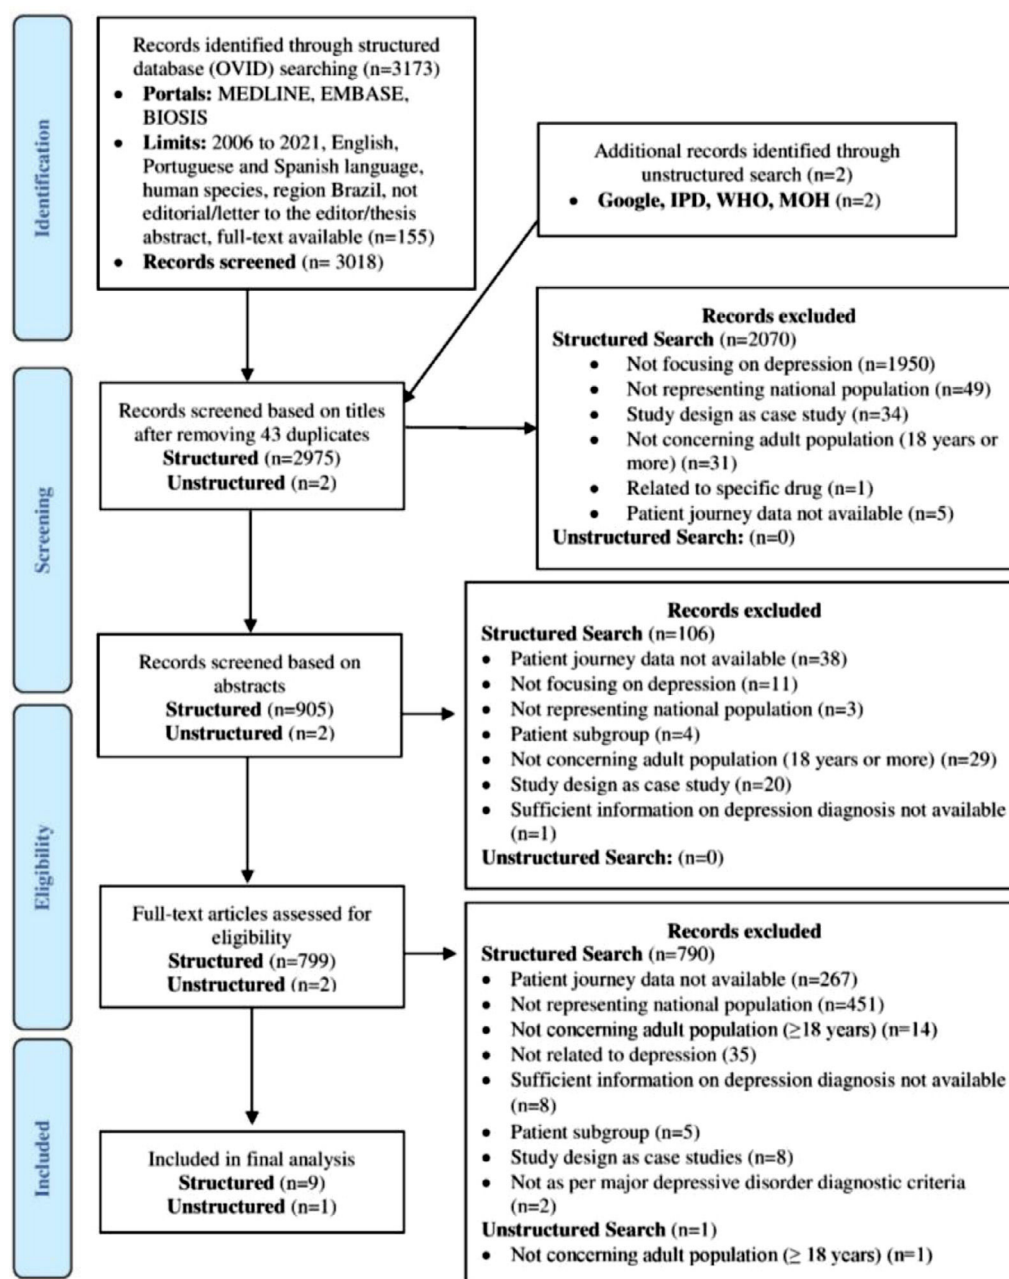 Identification
Records identified through structured
database (OVID) searching (n=3173)
• Portals: MEDLINE, EMBASE,
BIOSIS
• Limits: 2006 to 2021, English,
Portuguese and Spanish language,
human species, region Brazil, not
editorial/letter to the editor/thesis
abstract, full-text available (n=155)
• Records screened (n= 3018)
Additional records identified through
unstructured search (n=2)
• Google, IPD, WHO, MOH (n=2)
Screening
Records screened based on titles
after removing 43 duplicates
Structured (n=2975)
Unstructured (n=2)
Records excluded
Structured Search (n=2070)
• Not focusing on depression (n=1950)
• Not representing national population (n=49)
• Study design as case study (n=34)
• Not concerning adult population (18 years or
more) (n=31)
• Related to specific drug (n=1)
• Patient journey data not available (n=5)
Unstructured Search: (n=0)
Records screened based on
abstracts
Structured (n=905)
Unstructured (n=2)
Records excluded
Structured Search (n=106)
• Patient journey data not available (n=38)
• Not focusing on depression (n=11)
• Not representing national population (n=3)
• Patient subgroup (n=4)
• Not concerning adult population (18 years or more) (n=29)
• Study design as case study (n=20)
• Sufficient information on depression diagnosis not available
(n=1)
Unstructured Search: (n=0)
Eligibility
Full-text articles assessed for
eligibility
Structured (n=799)
Unstructured (n=2)
Records excluded
Structured Search (n=790)
• Patient journey data not available (n=267)
• Not representing national population (n=451)
• Not concerning adult population (≥18 years) (n=14)
• Not related to depression (35)
• Sufficient information on depression diagnosis not available
(n=8)
• Patient subgroup (n=5)
• Study design as case studies (n=8)
• Not as per major depressive disorder diagnostic criteria
(n=2)
Unstructured Search (n=1)
• Not concerning adult population (≥ 18 years) (n=1)
Included
Included in final analysis
Structured (n=9)
Unstructured (n=1)